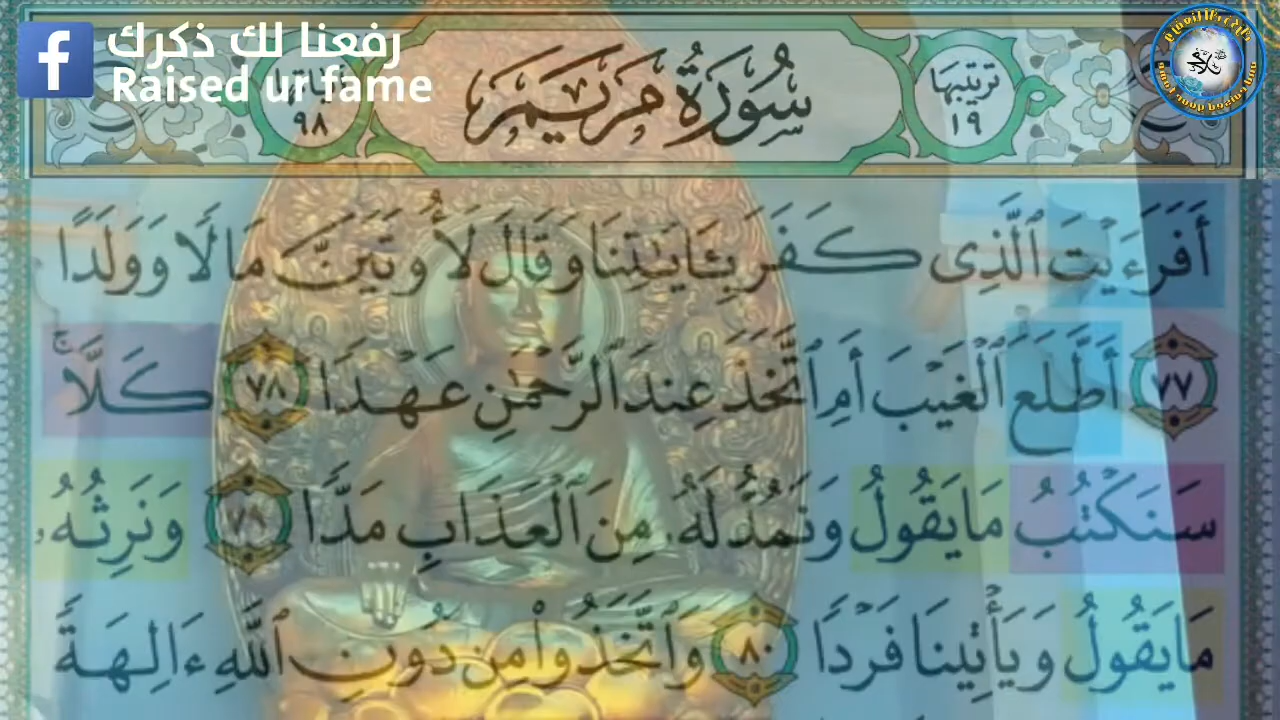 رفعنا لك ذكرك
Raised ur fame
٩٨
سُورَةُ مَرْيَم
ترتيبها
١٩
أَفَرَءَيْتَ ٱلَّذِى كَفَرَ بِـَٔايَـٰتِنَا وَقَالَ لَأُوتَيَنَّ مَالًا وَوَلَدًا
٧٧ أَطَّلَعَ ٱلْغَيْبَ أَمِ ٱتَّخَذَ عِندَ ٱلرَّحْمَـٰنِ عَهْدًا ٧٨ كَلَّا ۚ
سَنَكْتُبُ مَا يَقُولُ وَنَمُدُّ لَهُۥ مِنَ ٱلْعَذَابِ مَدًّا ٧٩ وَنَرِثُهُۥ
مَا يَقُولُ وَيَأْتِينَا فَرْدًا ٨٠ وَٱتَّخَذُوا۟ مِن دُونِ ٱللَّهِ ءَالِهَةً